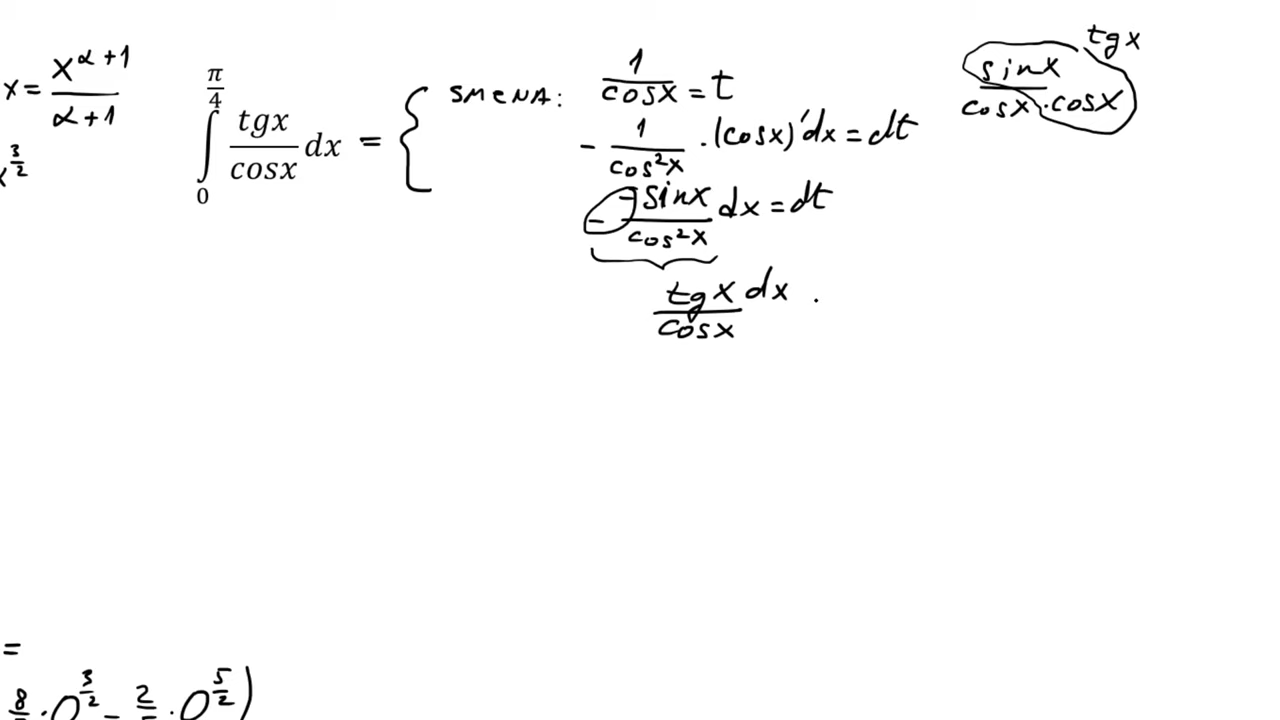 x = x^{α+1} / α+1
x^{3/2}
∫_0^{π/4} tgx/cosx dx =
SMENA: 1/cosx = t
- 1/cos²x · (cosx)' dx = dt
- -sinx/cos²x dx = dt
tgx/cosx dx .
tgx
sinx/cosx·cosx
=
8/ · 0^{3/2} - 2/ · 0^{5/2} )